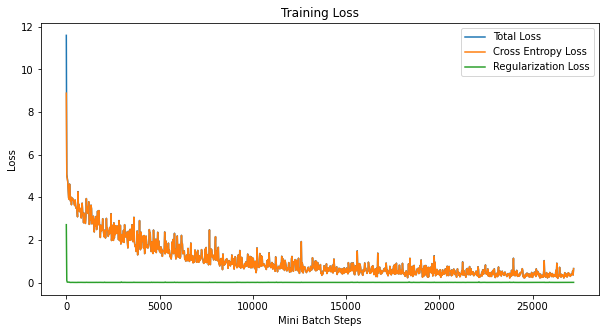 Training Loss
Total Loss
Cross Entropy Loss
Regularization Loss
12
10
8
6
4
2
0
Loss
0
5000
10000
15000
20000
25000
Mini Batch Steps